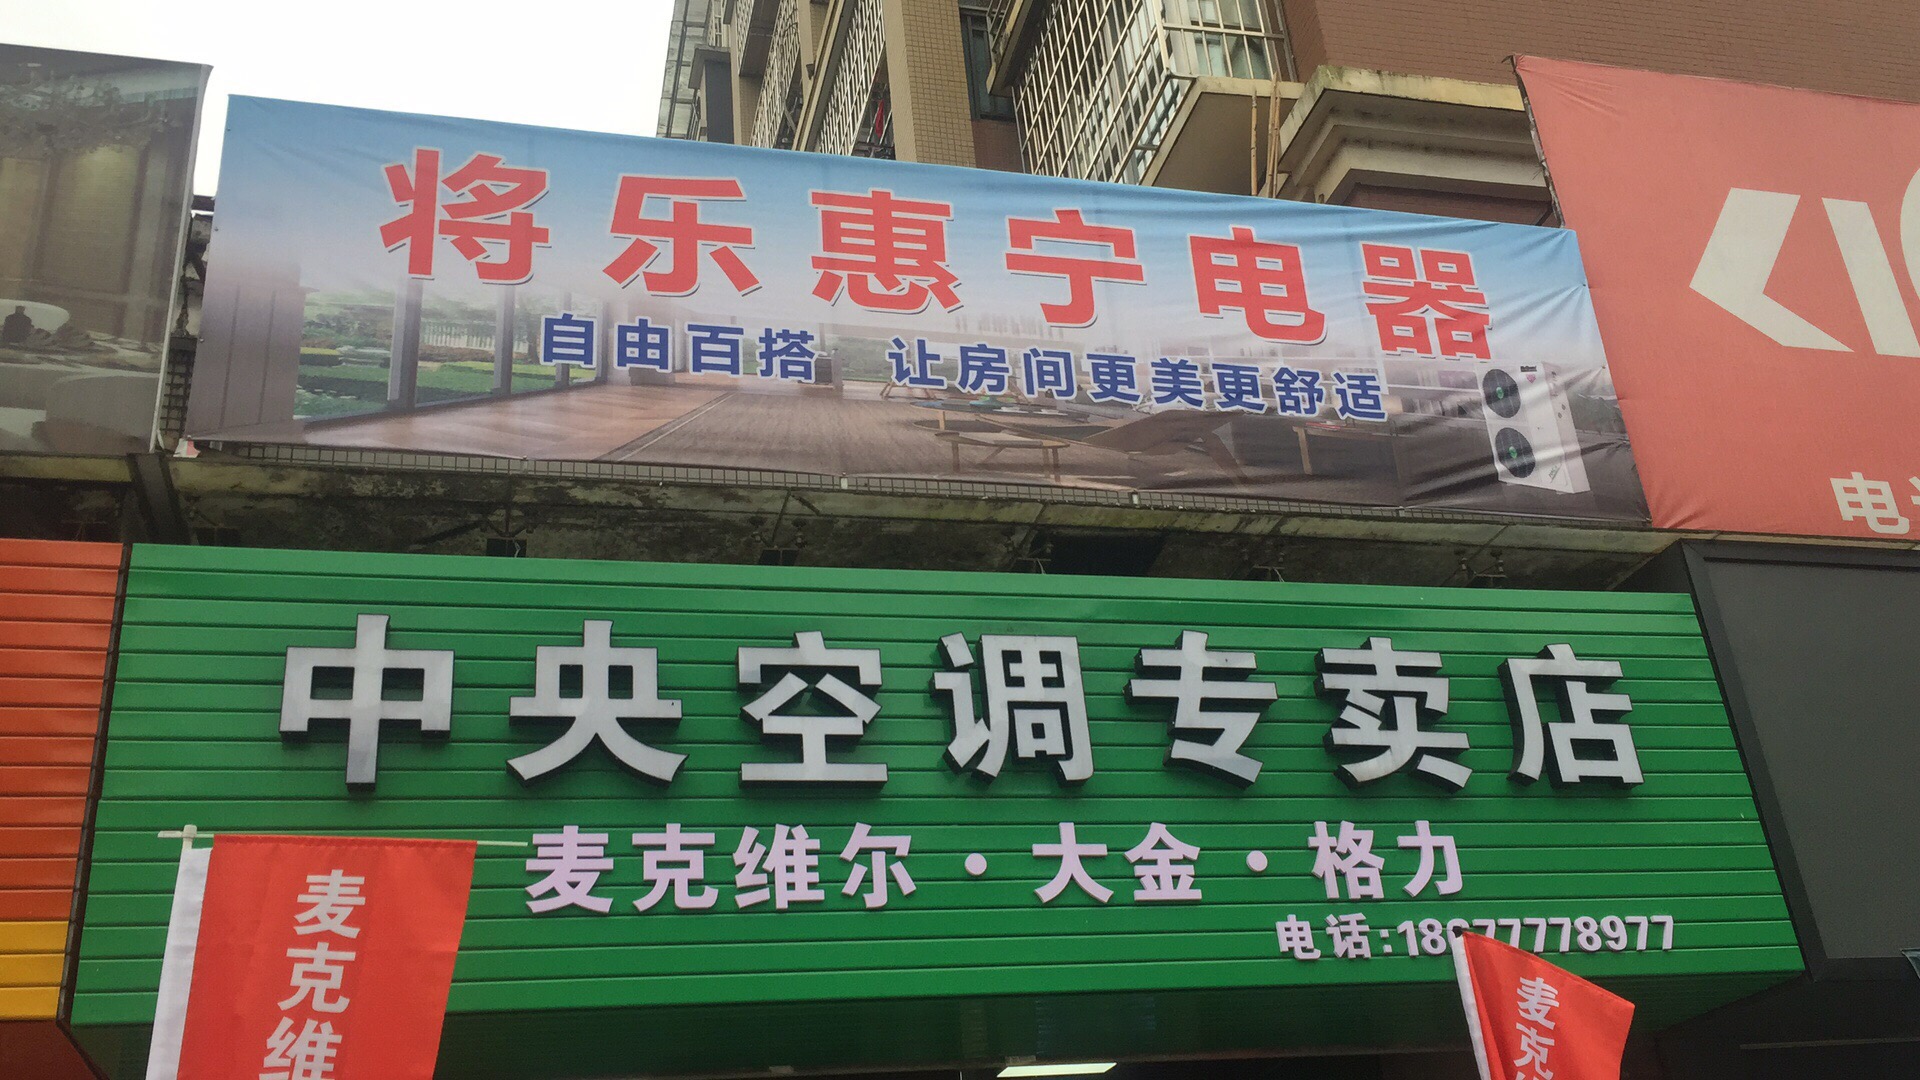 将乐惠宁电器
自由百搭 让房间更美更舒适
中央空调专卖店
麦克维尔·大金·格力
电话:
麦克维
麦克
电